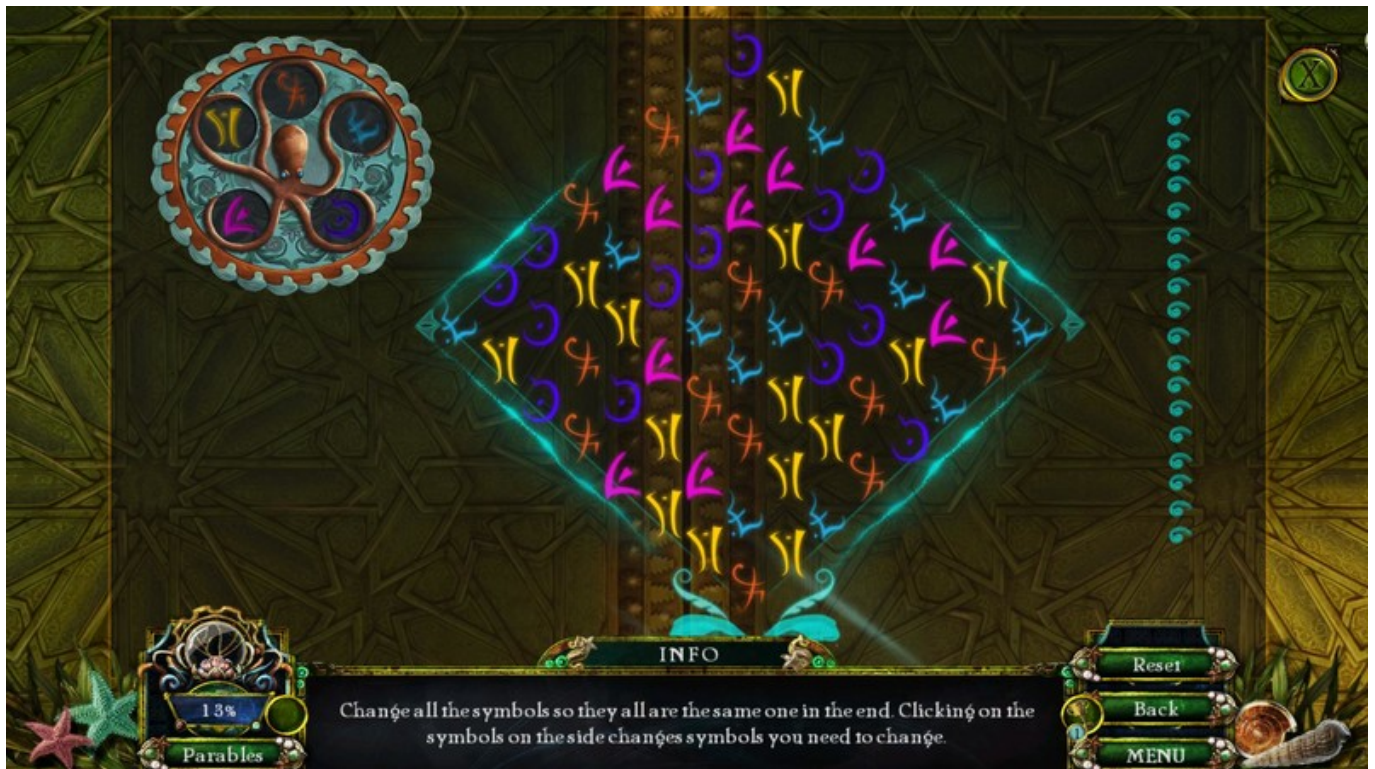 X
INFO
Change all the symbols so they all are the same one in the end. Clicking on the
symbols on the side changes symbols you need to change.
13%
Parables
Reset
Back
1
MENU